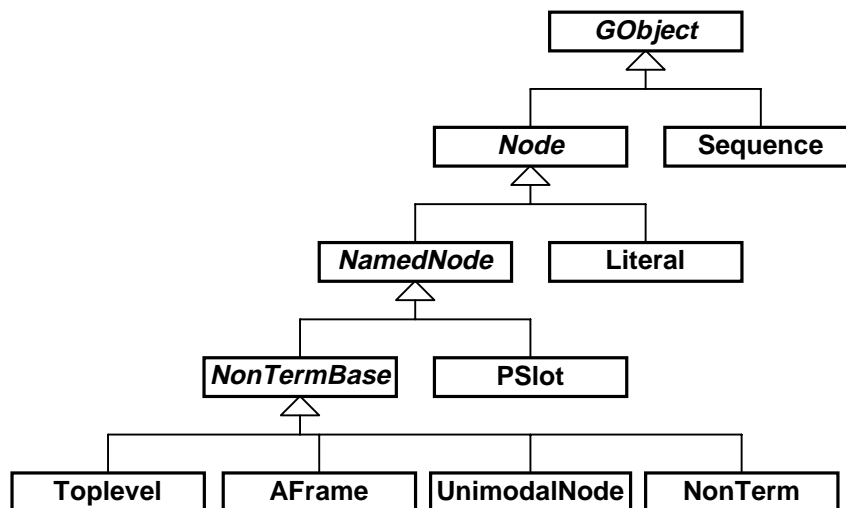 GObject
Node
Sequence
NamedNode
Literal
NonTermBase
PSlot
Toplevel
AFrame
UnimodalNode
NonTerm